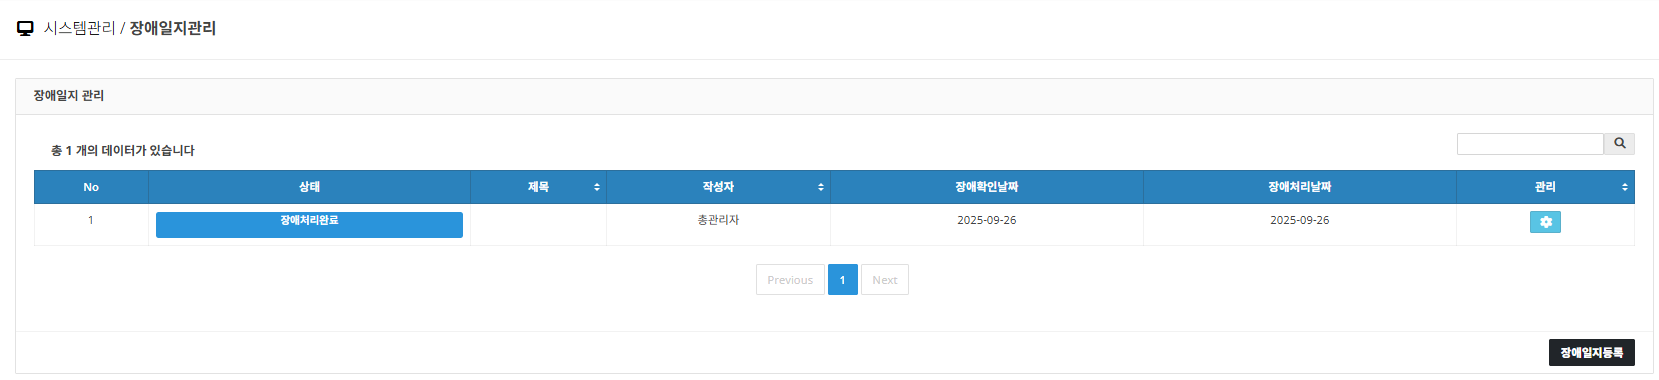 시스템관리 / 장애일지관리
장애일지 관리
총 1 개의 데이터가 있습니다
No 상태 제목 작성자 장애확인날짜 장애처리날짜 관리
1 장애처리완료 총관리자 2025-09-26 2025-09-26
Previous 1 Next
장애일지등록